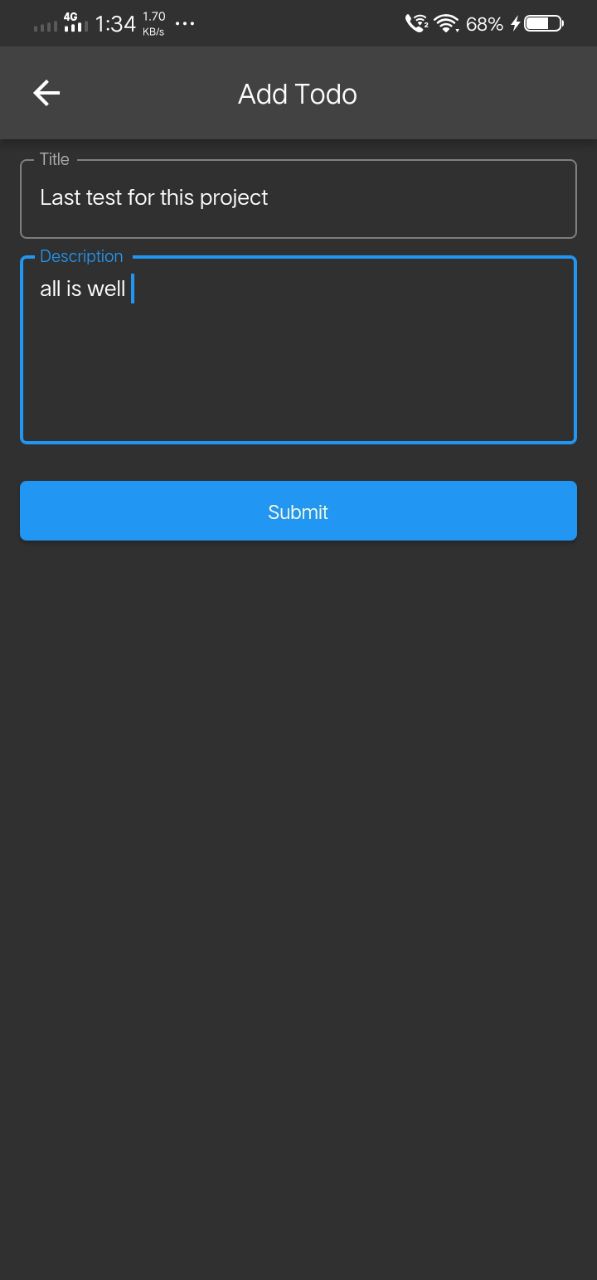 4G 1:34 1.70 KB/s ... 2 68%
Add Todo
Title
Last test for this project
Description
all is well
Submit